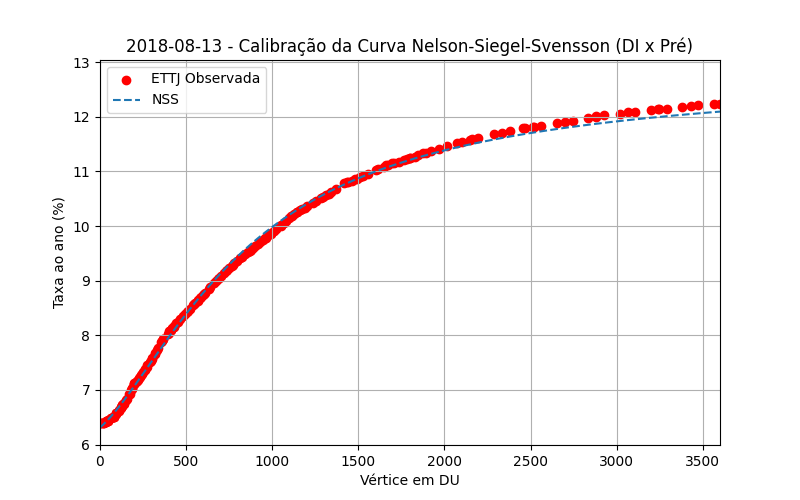 2018-08-13 - Calibração da Curva Nelson-Siegel-Svensson (DI x Pré)
ETTJ Observada
NSS
Taxa ao ano (%)
13
12
11
10
9
8
7
6
0 500 1000 1500 2000 2500 3000 3500
Vértice em DU